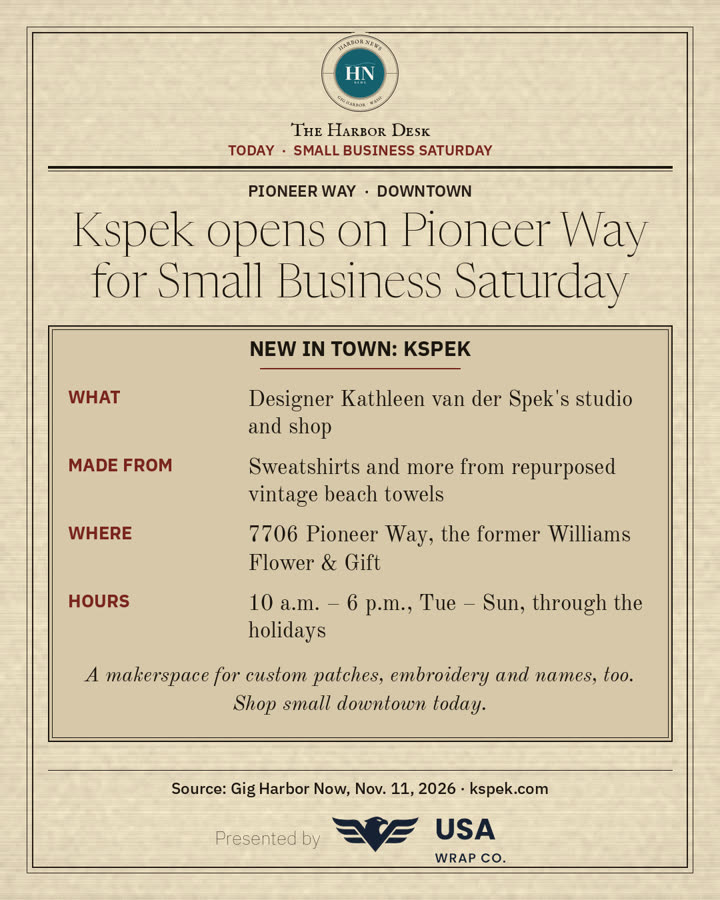 HARBOR NEWS
HN
NEWS
GIG HARBOR · WASH
The Harbor Desk
TODAY · SMALL BUSINESS SATURDAY
PIONEER WAY · DOWNTOWN
Kspek opens on Pioneer Way
for Small Business Saturday
NEW IN TOWN: KSPEK
WHAT
Designer Kathleen van der Spek's studio
and shop
MADE FROM
Sweatshirts and more from repurposed
vintage beach towels
WHERE
7706 Pioneer Way, the former Williams
Flower & Gift
HOURS
10 a.m. – 6 p.m., Tue – Sun, through the
holidays
A makerspace for custom patches, embroidery and names, too.
Shop small downtown today.
Source: Gig Harbor Now, Nov. 11, 2026 · kspek.com
Presented by
USA
WRAP CO.